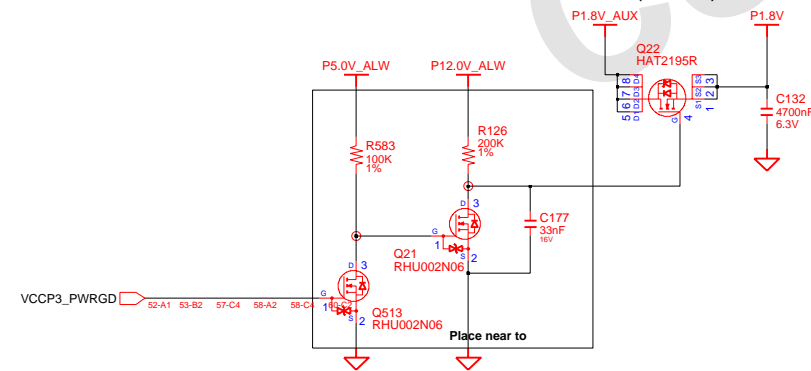 P1.8V_AUX
P1.8V
Q22
HAT2195R
P5.0V_ALW
P12.0V_ALW
8 D4
7 D3
6 D2
5 D1
S3 3
S2 2
S1 1
G 4
C132
4700nF
6.3V
R583
100K
1%
R126
200K
1%
D 3
G 1
S 2
Q21
RHU002N06
C177
33nF
16V
D 3
G 1
S 2
Q513
RHU002N06
VCCP3_PWRGD
52-A1 53-B2 57-C4 58-A2 58-C4 60-C2
Place near to